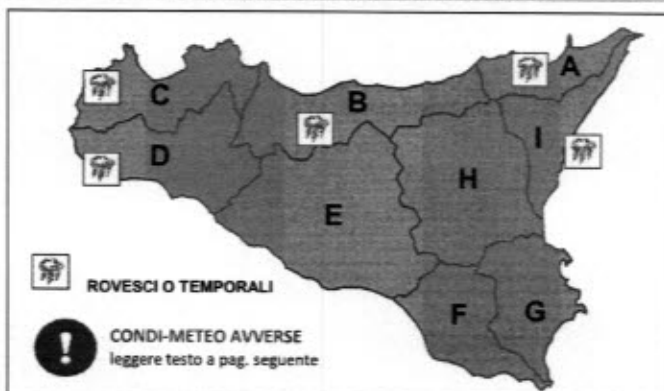 A
C
B
I
D
H
E
ROVESCI O TEMPORALI
F
G
!
CONDI-METEO AVVERSE
leggere testo a pag. seguente